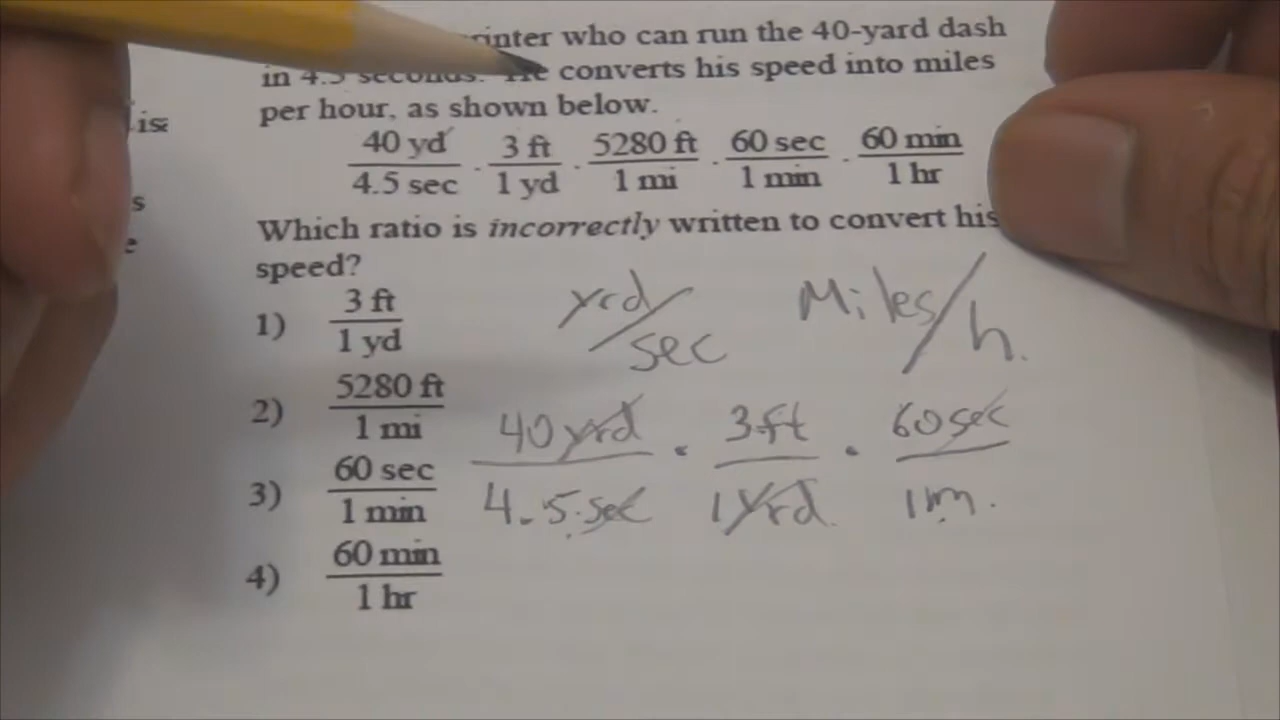 who can run the 40-yard dash
in 4.5 seconds. He converts his speed into miles
per hour, as shown below.
40 yd / 4.5 sec · 3 ft / 1 yd · 5280 ft / 1 mi · 60 sec / 1 min · 60 min / 1 hr
Which ratio is incorrectly written to convert his
speed?
1) 3 ft / 1 yd
2) 5280 ft / 1 mi
3) 60 sec / 1 min
4) 60 min / 1 hr
yrd/sec Miles/h.
40 yrd / 4.5.sec · 3 ft / 1 yrd. · 60 sec / 1 m.